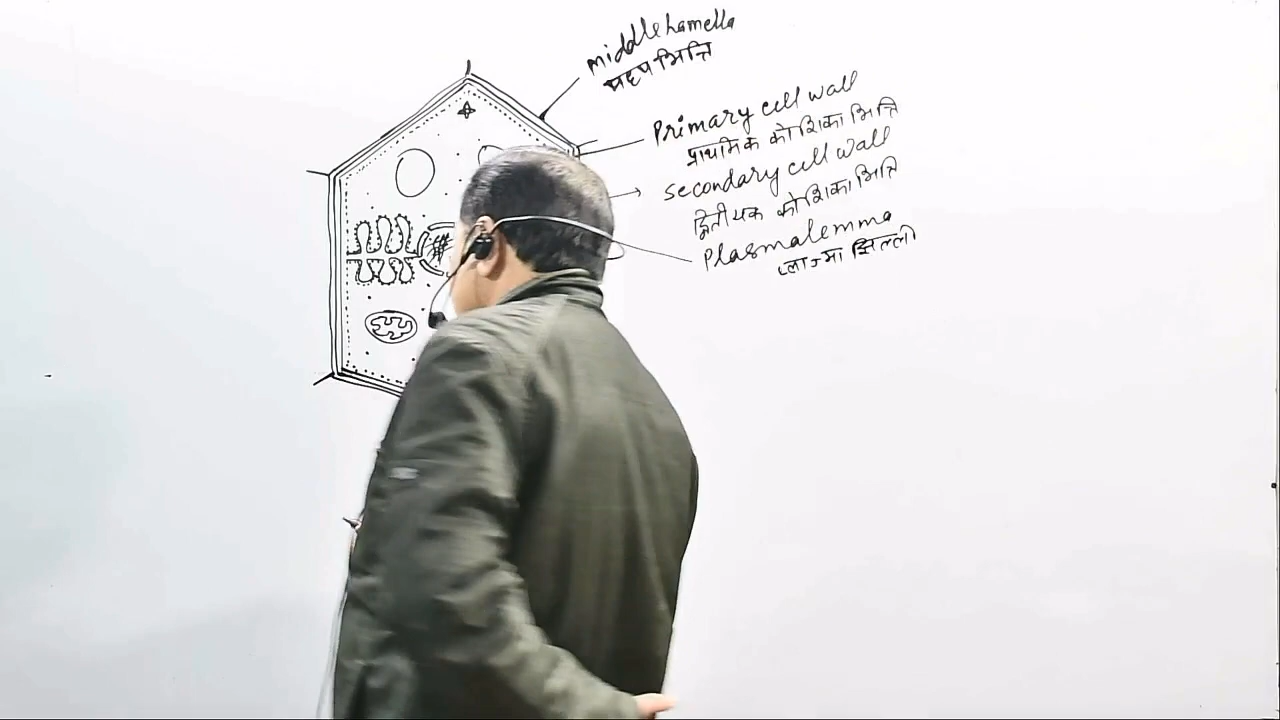 middle Lamella
मध्य भित्ति
Primary cell wall
प्राथमिक कोशिका भित्ति
secondary cell wall
द्वितीयक कोशिका भित्ति
Plasmalemma
प्लाज्मा झिल्ली